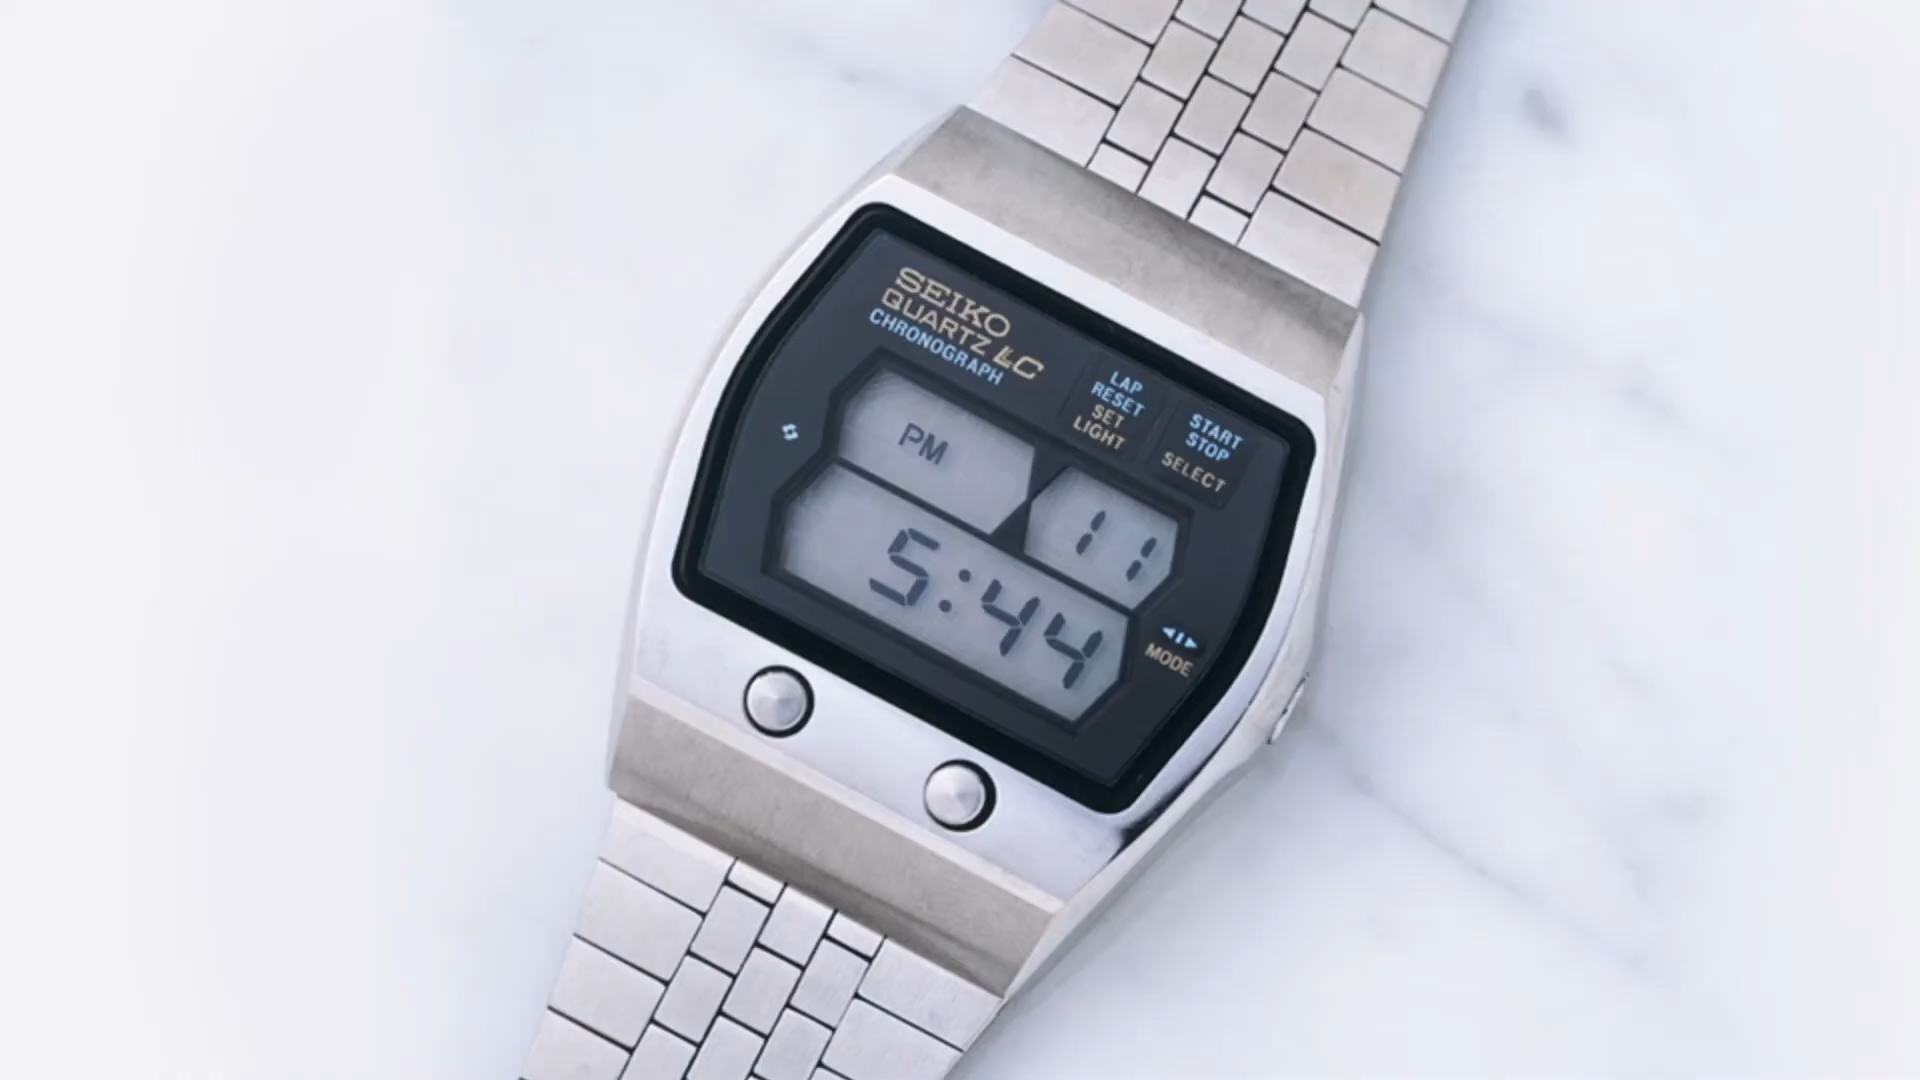 SEIKO
QUARTZ LC
CHRONOGRAPH
LAP
RESET
SET
LIGHT
START
STOP
SELECT
PM
11
5:44
MODE